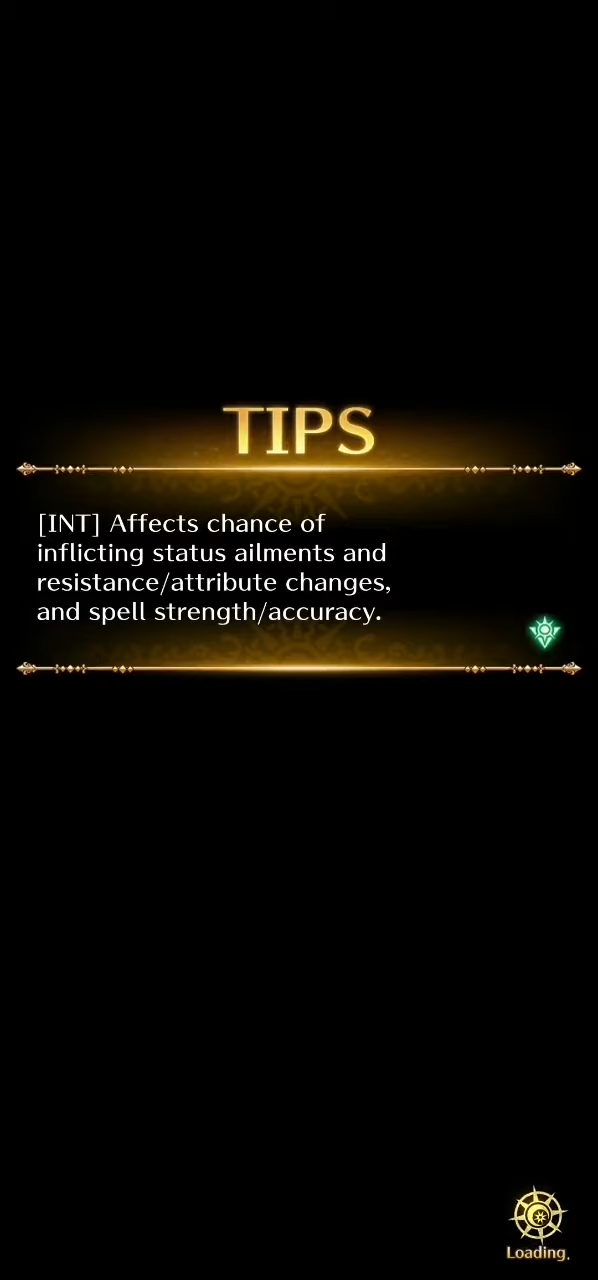 TIPS
[INT] Affects chance of
inflicting status ailments and
resistance/attribute changes,
and spell strength/accuracy.
Loading.